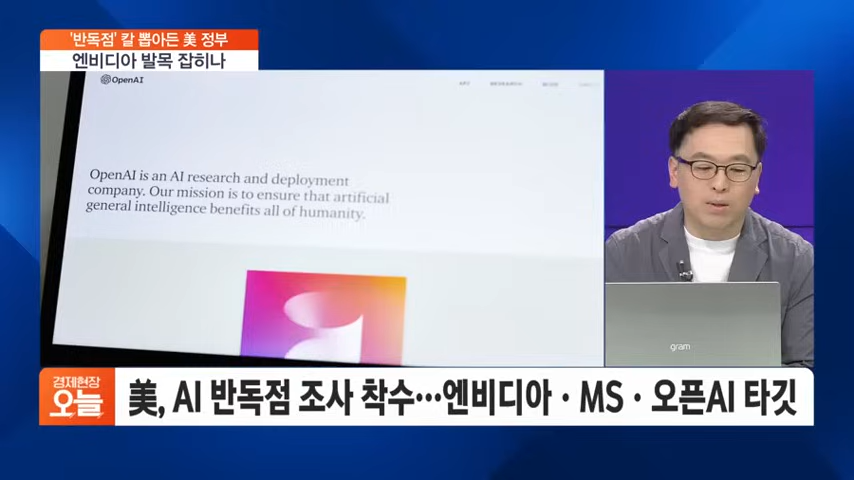 '반독점' 칼 뽑아든 美 정부
엔비디아 발목 잡히나
OpenAI
OpenAI is an AI research and deployment
company. Our mission is to ensure that artificial
general intelligence benefits all of humanity.
gram
경제현장
오늘
美, AI 반독점 조사 착수…엔비디아·MS·오픈AI 타깃